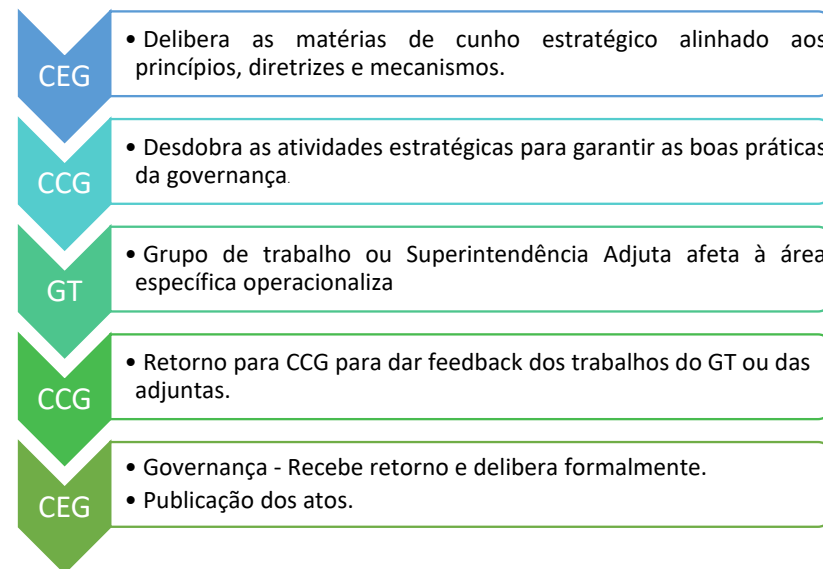 CEG
• Delibera as matérias de cunho estratégico alinhado aos
princípios, diretrizes e mecanismos.
CCG
• Desdobra as atividades estratégicas para garantir as boas práticas
da governança.
GT
• Grupo de trabalho ou Superintendência Adjuta afeta à área
específica operacionaliza
CCG
• Retorno para CCG para dar feedback dos trabalhos do GT ou das
adjuntas.
CEG
• Governança - Recebe retorno e delibera formalmente.
• Publicação dos atos.